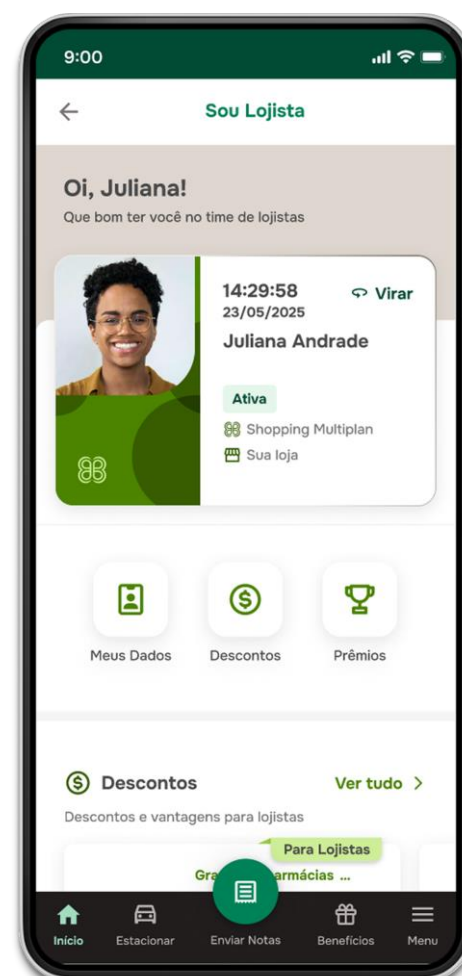 9:00
Sou Lojista
Oi, Juliana!
Que bom ter você no time de lojistas
14:29:58
Virar
23/05/2025
Juliana Andrade
Ativa
Shopping Multiplan
Sua loja
Meus Dados
Descontos
Prêmios
Descontos
Ver tudo >
Descontos e vantagens para lojistas
Para Lojistas
Início
Estacionar
Enviar Notas
Benefícios
Menu